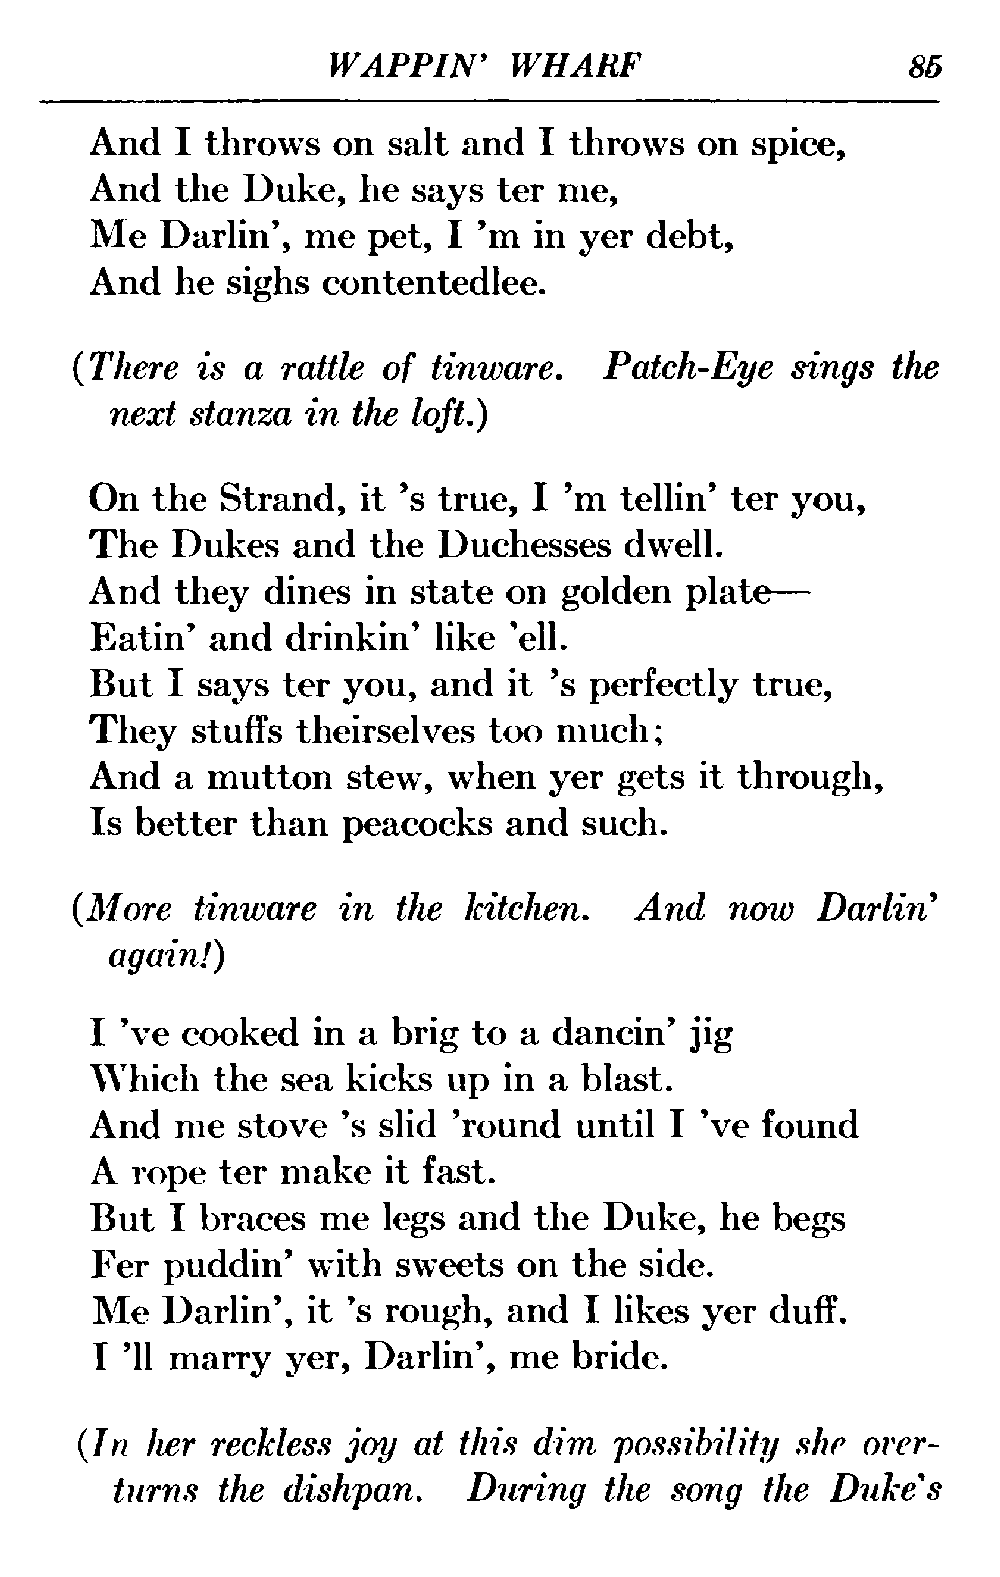 WAPPIN' WHARF 85
And I throws on salt and I throws on spice,
And the Duke, he says ter me,
Me Darlin', me pet, I 'm in yer debt,
And he sighs contentedlee.
(There is a rattle of tinware. Patch-Eye sings the
next stanza in the loft.)
On the Strand, it 's true, I 'm tellin' ter you,
The Dukes and the Duchesses dwell.
And they dines in state on golden plate—
Eatin' and drinkin' like 'ell.
But I says ter you, and it 's perfectly true,
They stuffs theirselves too much;
And a mutton stew, when yer gets it through,
Is better than peacocks and such.
(More tinware in the kitchen. And now Darlin'
again!)
I 've cooked in a brig to a dancin' jig
Which the sea kicks up in a blast.
And me stove 's slid 'round until I 've found
A rope ter make it fast.
But I braces me legs and the Duke, he begs
Fer puddin' with sweets on the side.
Me Darlin', it 's rough, and I likes yer duff.
I 'll marry yer, Darlin', me bride.
(In her reckless joy at this dim possibility she over-
turns the dishpan. During the song the Duke's